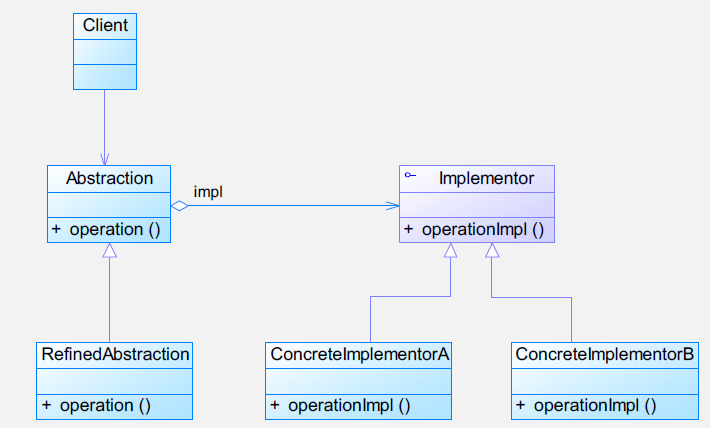 Client
Abstraction
+ operation ()
impl
Implementor
+ operationImpl ()
RefinedAbstraction
+ operation ()
ConcreteImplementorA
+ operationImpl ()
ConcreteImplementorB
+ operationImpl ()